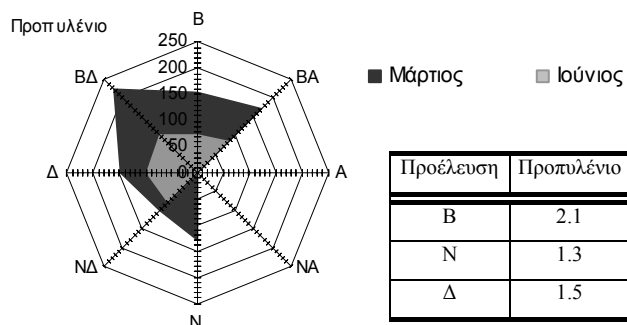 Προπυλένιο
Β
250
200
150
100
50
0
ΒΔ
ΒΑ
Δ
Α
ΝΔ
ΝΑ
Ν
Μάρτιος Ιούνιος
Προέλευση Προπυλένιο
Β 2.1
Ν 1.3
Δ 1.5